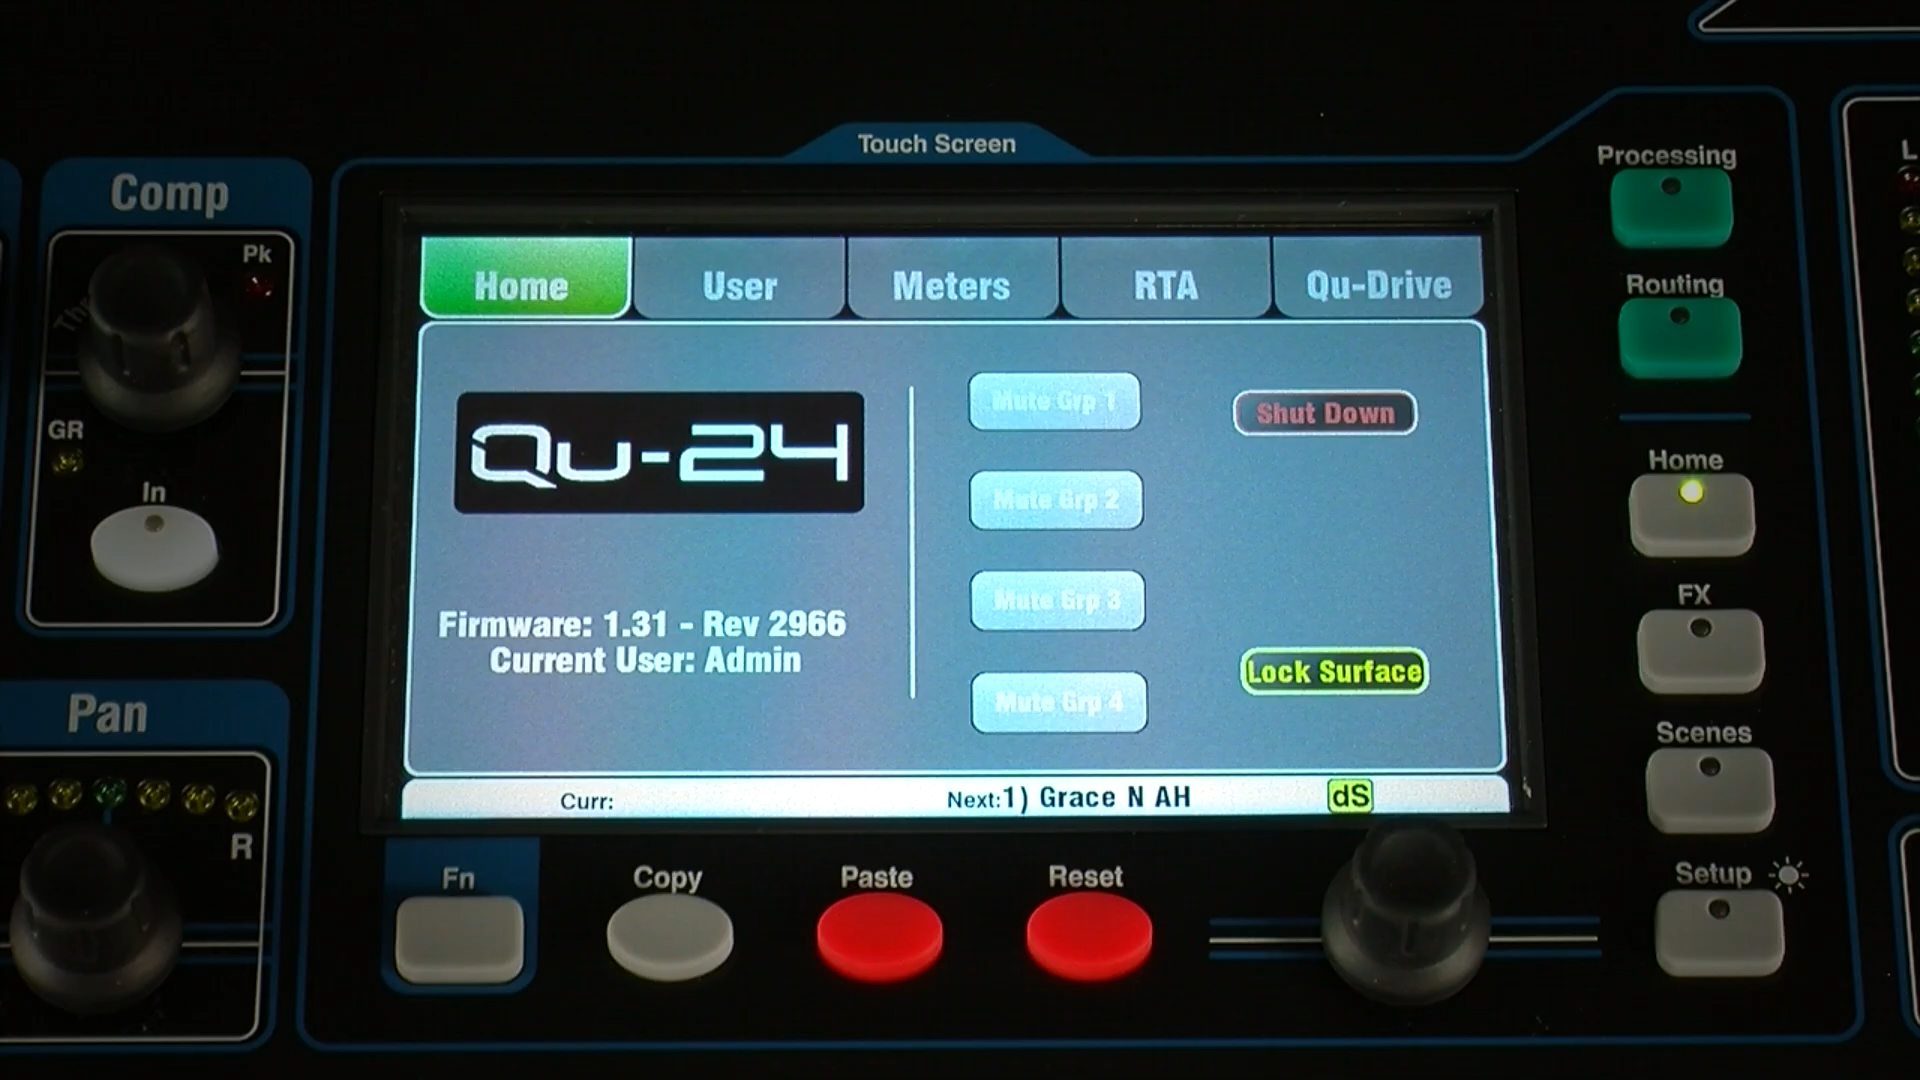 Touch Screen
Processing
Comp
Pk
GR
In
Pan
R
Home
User
Meters
RTA
Qu-Drive
Qu-24
Firmware: 1.31 - Rev 2966
Current User: Admin
Mute Grp 1
Mute Grp 2
Mute Grp 3
Mute Grp 4
Shut Down
Lock Surface
Curr:
Next:1) Grace N AH
dS
Routing
Home
FX
Scenes
Setup
Fn
Copy
Paste
Reset
L